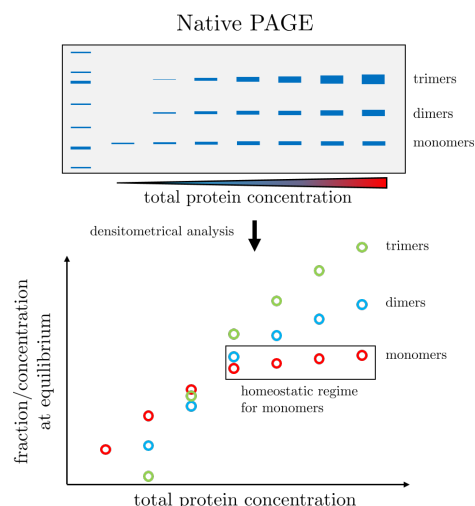 Native PAGE
trimers
dimers
monomers
total protein concentration
densitometrical analysis
trimers
dimers
monomers
homeostatic regime
for monomers
fraction/concentration
at equilibrium
total protein concentration